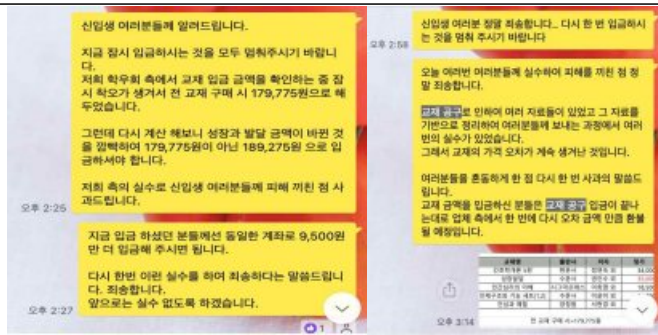 신입생 여러분들께 알려드립니다.
지금 잠시 입금하시는 것을 모두 멈춰주시기 바랍니
다.
저희 학우회 측에서 교재 입금 금액을 확인하는 중 잠
시 착오가 생겨서 전 교재 구매 시 179,775원으로 해
두었습니다.
그런데 다시 계산 해보니 성장과 발달 금액이 바뀐 것
을 깜빡하여 179,775원이 아닌 189,275원 으로 입
금하셔야 합니다.
저희 측의 실수로 신입생 여러분들께 피해 끼친 점 사
과드립니다.
오후 2:25
지금 입금 하셨던 분들께선 동일한 계좌로 9,500원
만 더 입금해 주시면 됩니다.
다시 한번 이런 실수를 하여 죄송하다는 말씀드립니
다. 죄송합니다.
앞으로는 실수 없도록 하겠습니다.
오후 2:27
1
신입생 여러분 정말 죄송합니다.. 다시 한 번 입금하시
는 것을 멈춰 주시기 바랍니다
오후 2:58
오늘 여러번 여러분들께 실수하여 피해를 끼친 점 정
말 죄송합니다.
교재 공구로 인하여 여러 자료들이 있었고 그 자료를
기반으로 정리하여 여러분들께 보내는 과정에서 여러
번의 실수가 있었습니다.
그래서 교재의 가격 오차가 계속 생겨난 것입니다.
여러분들을 혼동하게 한 점 다시 한 번 사과의 말씀드
립니다.
교재 금액을 입금하신 분들은 교재 공구 입금이 끝나
는대로 업체 측에서 한 번에 다시 오차 금액 만큼 환불
될 예정입니다.
교재명 출판사 저자 정가
전 교재 구매 시=179,775원
오후 3:14